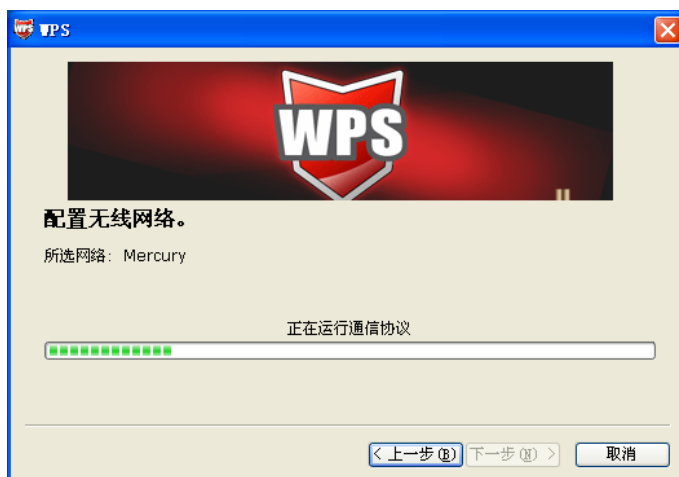 WPS
WPS
配置无线网络。
所选网络: Mercury
正在运行通信协议
< 上一步(B)
下一步(N) >
取消